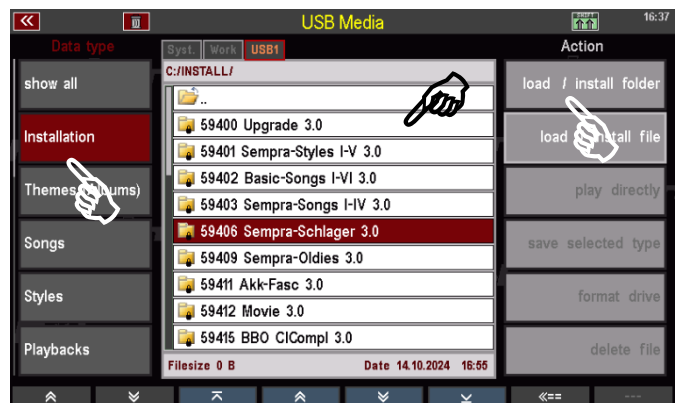 USB Media
SHIFT
16:37
Data type
Syst. Work USB1
Action
C:/INSTALL/
show all
Installation
Themes
Songs
Styles
Playbacks
..
59400 Upgrade 3.0
59401 Sempra-Styles I-V 3.0
59402 Basic-Songs I-VI 3.0
59403 Sempra-Songs I-IV 3.0
59406 Sempra-Schlager 3.0
59409 Sempra-Oldies 3.0
59411 Akk-Fasc 3.0
59412 Movie 3.0
59415 BBO ClCompl 3.0
Filesize 0 B Date 14.10.2024 16:55
load / install folder
load install file
play directly
save selected type
format drive
delete file
«==
---